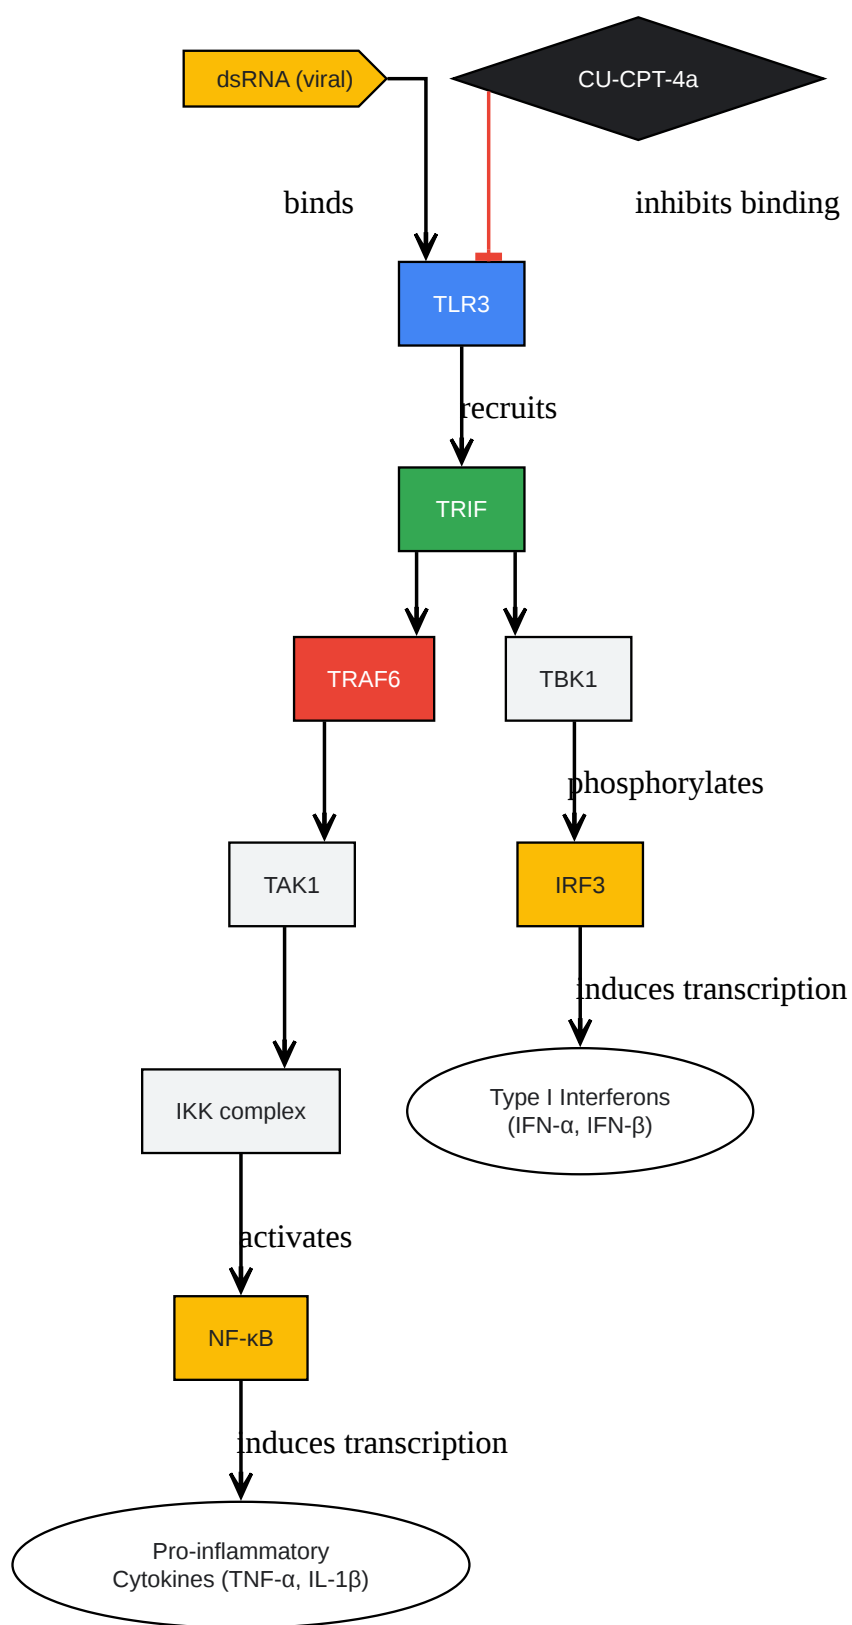 dsRNA (viral)
CU-CPT-4a
binds
inhibits binding
TLR3
recruits
TRIF
TRAF6
TBK1
phosphorylates
TAK1
IRF3
induces transcription
IKK complex
Type I Interferons
(IFN-α, IFN-β)
activates
NF-κB
induces transcription
Pro-inflammatory
Cytokines (TNF-α, IL-1β)